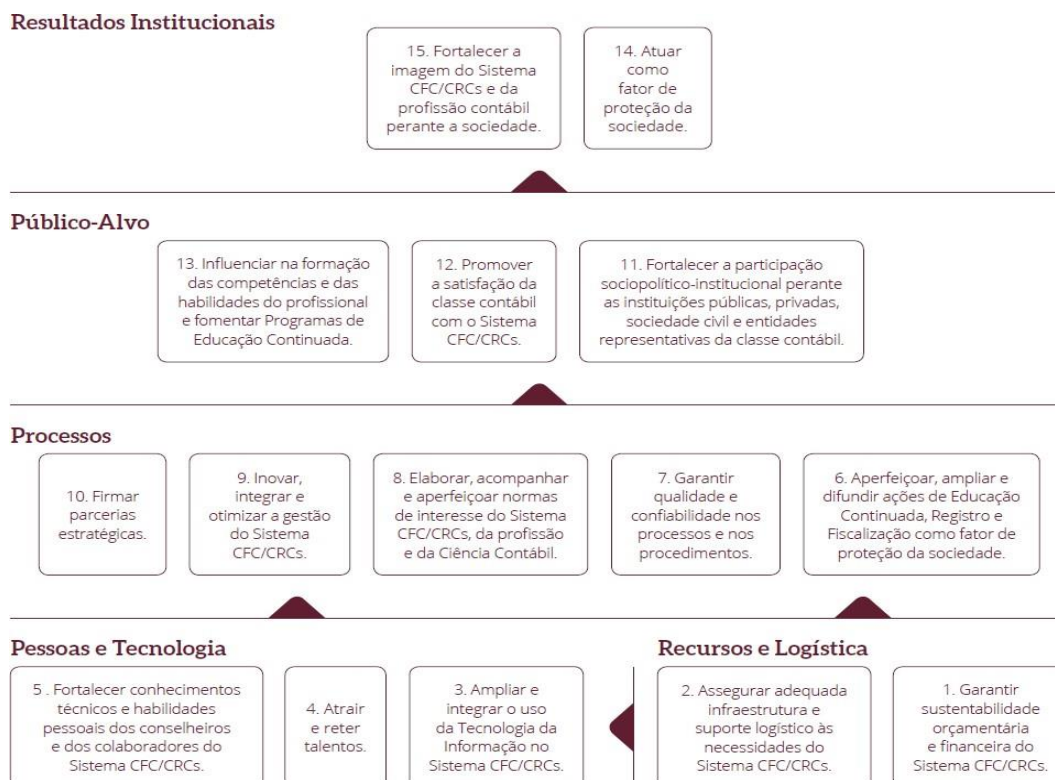 Resultados Institucionais
15. Fortalecer a
imagem do Sistema
CFC/CRCs e da
profissão contábil
perante a sociedade.
14. Atuar
como
fator de
proteção da
sociedade.
Público-Alvo
13. Influenciar na formação
das competências e das
habilidades do profissional
e fomentar Programas de
Educação Continuada.
12. Promover
a satisfação da
classe contábil
com o Sistema
CFC/CRCs.
11. Fortalecer a participação
sociopolítico-institucional perante
as instituições públicas, privadas,
sociedade civil e entidades
representativas da classe contábil.
Processos
10. Firmar
parcerias
estratégicas.
9. Inovar,
integrar e
otimizar a gestão
do Sistema
CFC/CRCs.
8. Elaborar, acompanhar
e aperfeiçoar normas
de interesse do Sistema
CFC/CRCs, da profissão
e da Ciência Contábil.
7. Garantir
qualidade e
confiabilidade nos
processos e nos
procedimentos.
6. Aperfeiçoar, ampliar e
difundir ações de Educação
Continuada, Registro e
Fiscalização como fator de
proteção da sociedade.
Pessoas e Tecnologia
5 . Fortalecer conhecimentos
técnicos e habilidades
pessoais dos conselheiros
e dos colaboradores do
Sistema CFC/CRCs.
4. Atrair
e reter
talentos.
3. Ampliar e
integrar o uso
da Tecnologia da
Informação no
Sistema CFC/CRCs.
Recursos e Logística
2. Assegurar adequada
infraestrutura e
suporte logístico às
necessidades do
Sistema CFC/CRCs.
1. Garantir
sustentabilidade
orçamentária
e financeira do
Sistema CFC/CRCs.